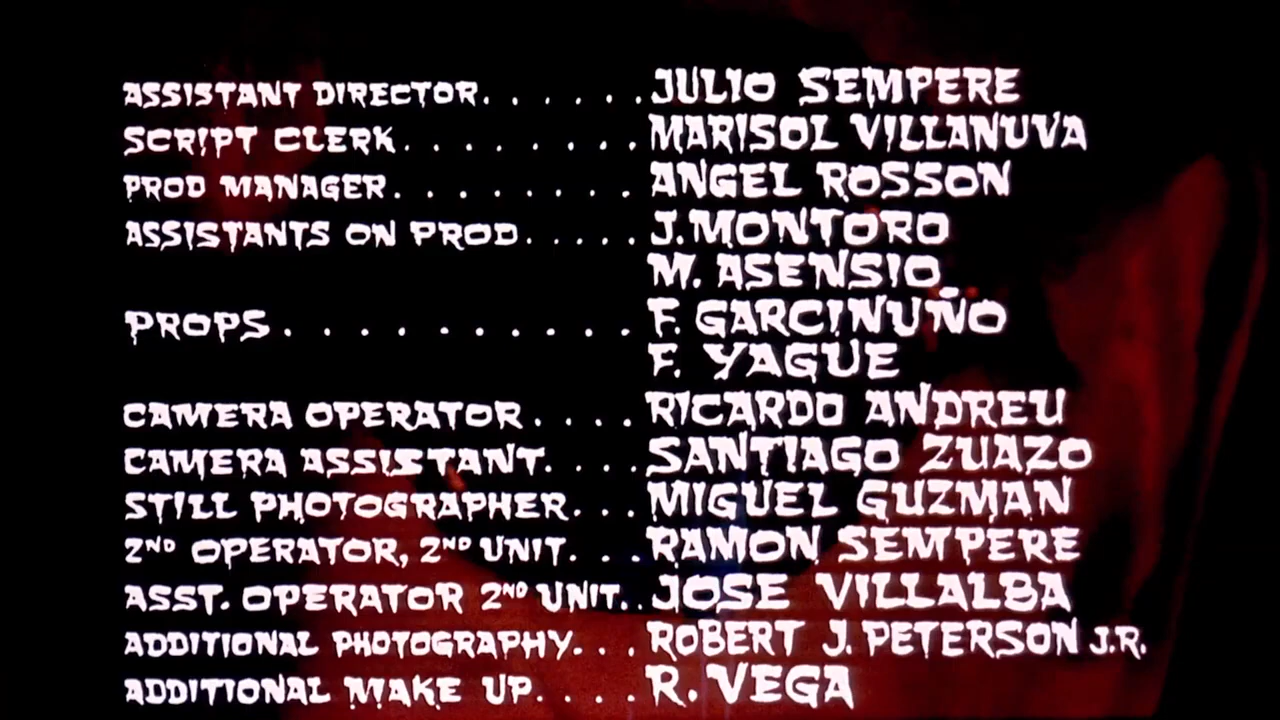 ASSISTANT DIRECTOR. . . . . . JULIO SEMPERE
SCRIPT CLERK. . . . . . . . . MARISOL VILLANUVA
PROD MANAGER. . . . . . . . ANGEL ROSSON
ASSISTANTS ON PROD. . . . . J. MONTORO
M. ASENSIO
PROPS . . . . . . . . . . . F. GARCINUÑO
F. YAGUE
CAMERA OPERATOR. . . . RICARDO ANDREU
CAMERA ASSISTANT. . . . SANTIAGO ZUAZO
STILL PHOTOGRAPHER. . . MIGUEL GUZMAN
2ND OPERATOR, 2ND UNIT. . . RAMON SEMPERE
ASST. OPERATOR 2ND UNIT. . JOSE VILLALBA
ADDITIONAL PHOTOGRAPHY. . . ROBERT J. PETERSON J.R.
ADDITIONAL MAKE UP. . . . R. VEGA